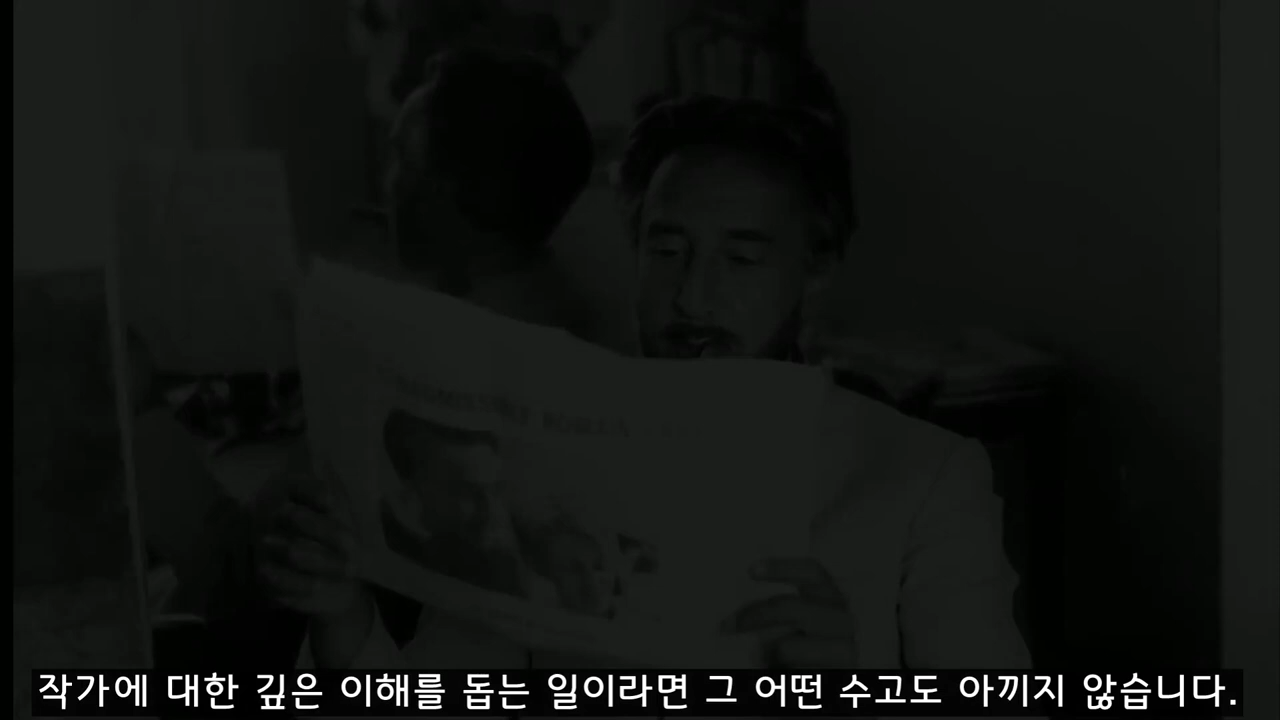 작가에 대한 깊은 이해를 돕는 일이라면 그 어떤 수고도 아끼지 않습니다.